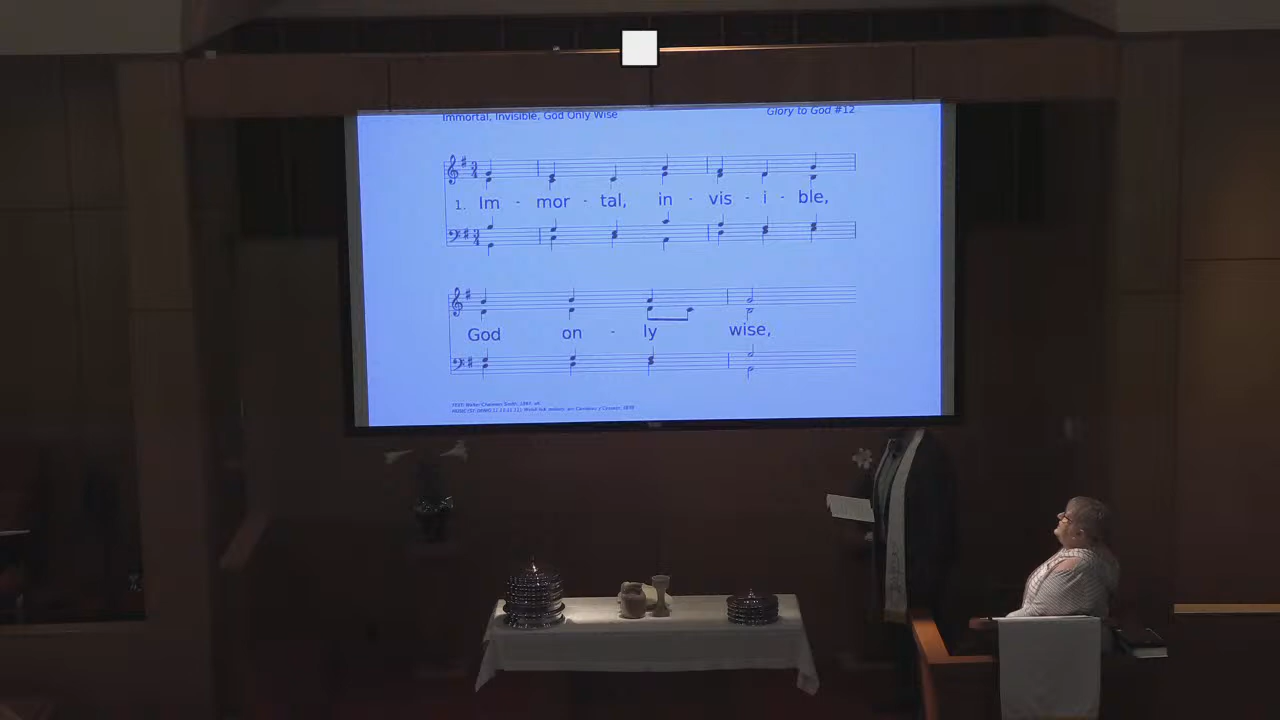 Immortal, Invisible, God Only Wise
Glory to God #12
1. Im - mor - tal, in - vis - i - ble,
God on - ly wise,